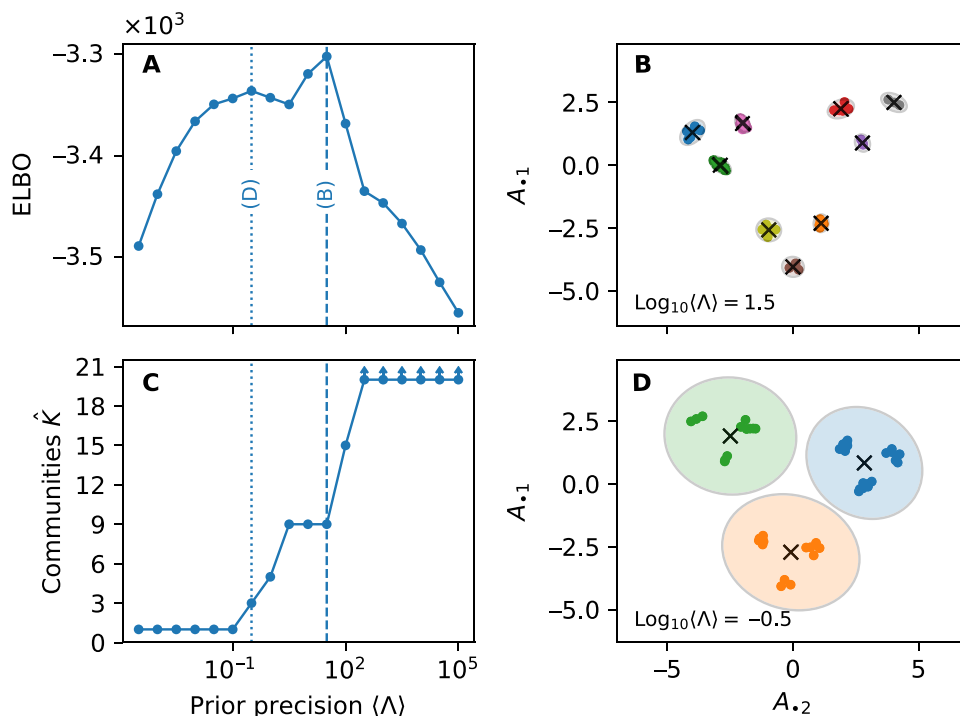 ×10³
A
ELBO
−3.3
−3.4
−3.5
(D)
(B)
B
A•1
2.5
0.0
−2.5
−5.0
Log₁₀⟨Λ⟩ = 1.5
C
Communities K̂
21
18
15
12
9
6
3
0
10⁻¹
10²
10⁵
Prior precision ⟨Λ⟩
D
A•1
2.5
0.0
−2.5
−5.0
Log₁₀⟨Λ⟩ = −0.5
−5
0
5
A•2